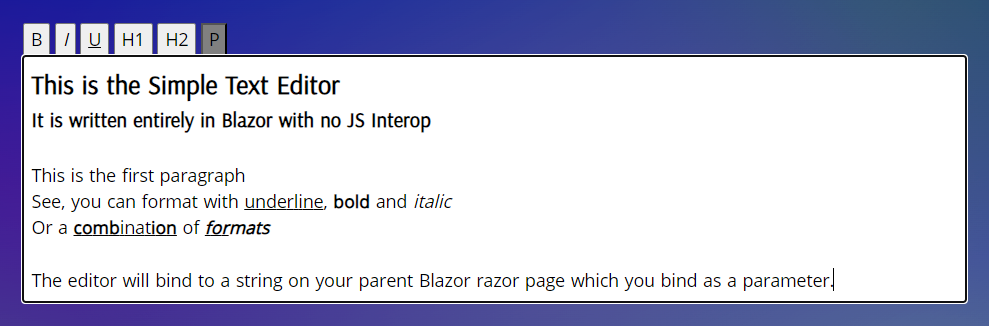 B I U H1 H2 P
This is the Simple Text Editor
It is written entirely in Blazor with no JS Interop
This is the first paragraph
See, you can format with underline, bold and italic
Or a combination of formats
The editor will bind to a string on your parent Blazor razor page which you bind as a parameter.